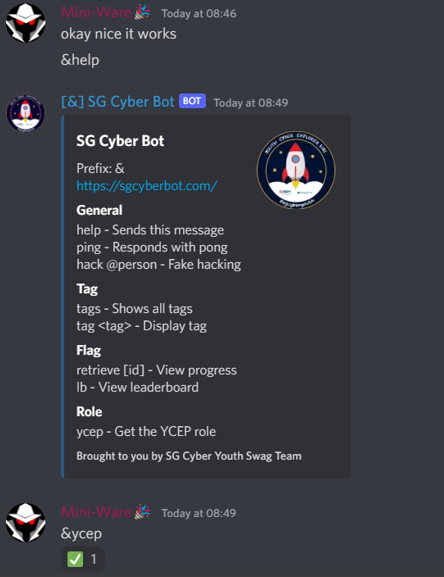 Mini-Ware Today at 08:46
okay nice it works
&help
[&] SG Cyber Bot BOT Today at 08:49
SG Cyber Bot
Prefix: &
https://sgcyberbot.com/
General
help - Sends this message
ping - Responds with pong
hack @person - Fake hacking
Tag
tags - Shows all tags
tag <tag> - Display tag
Flag
retrieve [id] - View progress
lb - View leaderboard
Role
ycep - Get the YCEP role
Brought to you by SG Cyber Youth Swag Team
Mini-Ware Today at 08:49
&ycep
1